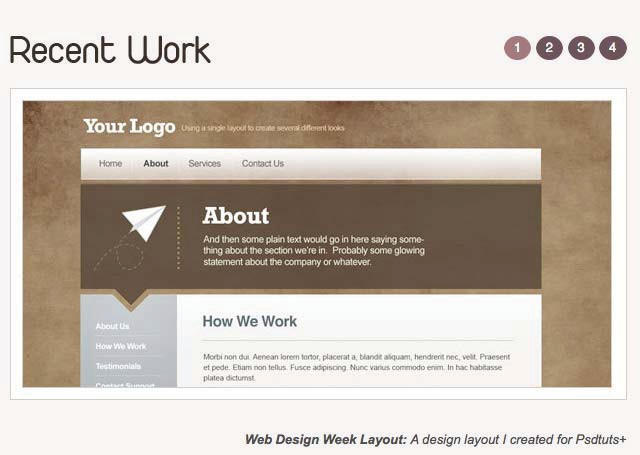 Recent Work
1 2 3 4
Your Logo Using a single layout to create several different looks
Home About Services Contact Us
About
And then some plain text would go in here saying some-
thing about the section we're in. Probably some glowing
statement about the company or whatever.
About Us
How We Work
Testimonials
Contact Support
How We Work
Morbi non dui. Aenean lorem tortor, placerat a, blandit aliquam, hendrerit nec, velit. Praesent
et pede. Etiam non tellus. Fusce adipiscing. Nunc varius commodo enim. In hac habitasse
platea dictumst.
Web Design Week Layout: A design layout I created for Psdtuts+